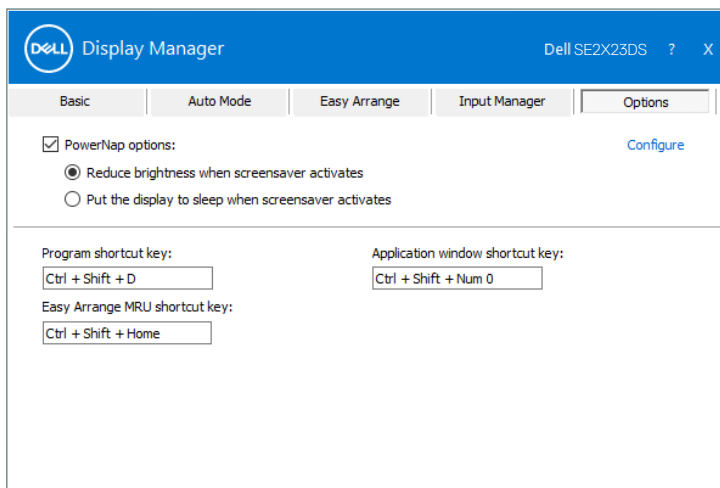 DELL Display Manager Dell SE2X23DS ? X
Basic Auto Mode Easy Arrange Input Manager Options
PowerNap options: Configure
Reduce brightness when screensaver activates
Put the display to sleep when screensaver activates
Program shortcut key: Application window shortcut key:
Ctrl + Shift + D Ctrl + Shift + Num 0
Easy Arrange MRU shortcut key:
Ctrl + Shift + Home